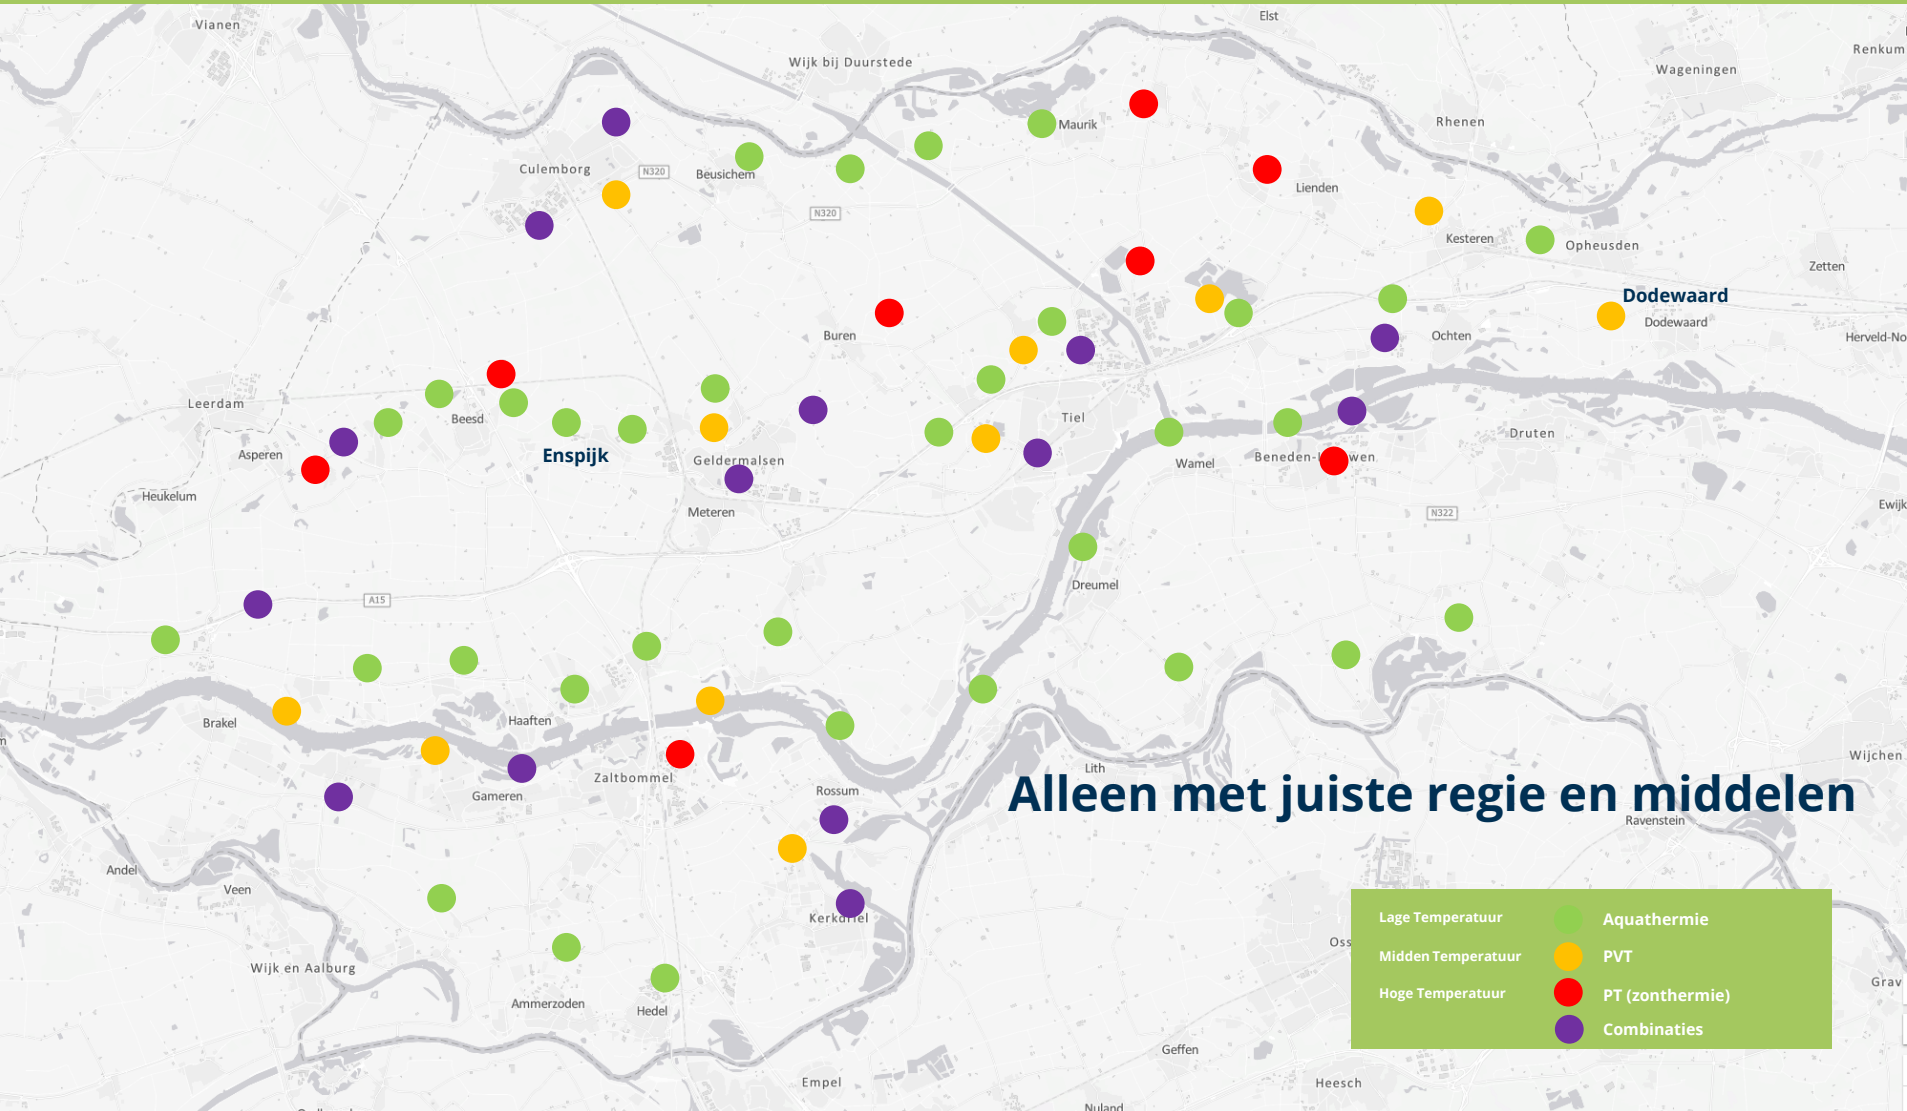 Elst
Vianen
Renkum
Wijk bij Duurstede
Wageningen
Maurik
Rhenen
Culemborg
N320
Beusichem
Lienden
N320
Kesteren
Opheusden
Zetten
Dodewaard
Dodewaard
Buren
Ochten
Herveld-No
Leerdam
Beesd
Tiel
Druten
Asperen
Enspijk
Geldermalsen
Wamel
Heukelum
Meteren
N322
Ewijk
Dreumel
A15
Brakel
Haaften
Wijchen
Lith
Zaltbommel
Gameren
Rossum
Alleen met juiste regie en middelen
Ravenstein
Andel
Veen
Kerkdriel
Lage Temperatuur
Aquathermie
Oss
Midden Temperatuur
PVT
Wijk en Aalburg
Grav
Hoge Temperatuur
PT (zonthermie)
Ammerzoden
Hedel
Combinaties
Geffen
Empel
Heesch
Nuland